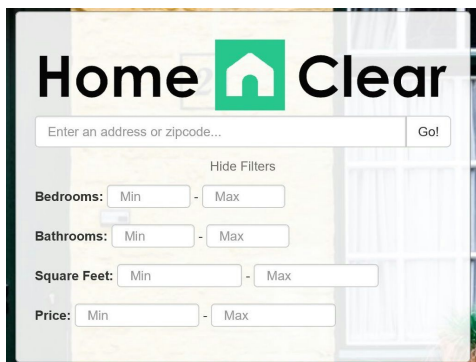 Home Clear
Enter an address or zipcode... Go!
Hide Filters
Bedrooms: Min - Max
Bathrooms: Min - Max
Square Feet: Min - Max
Price: Min - Max